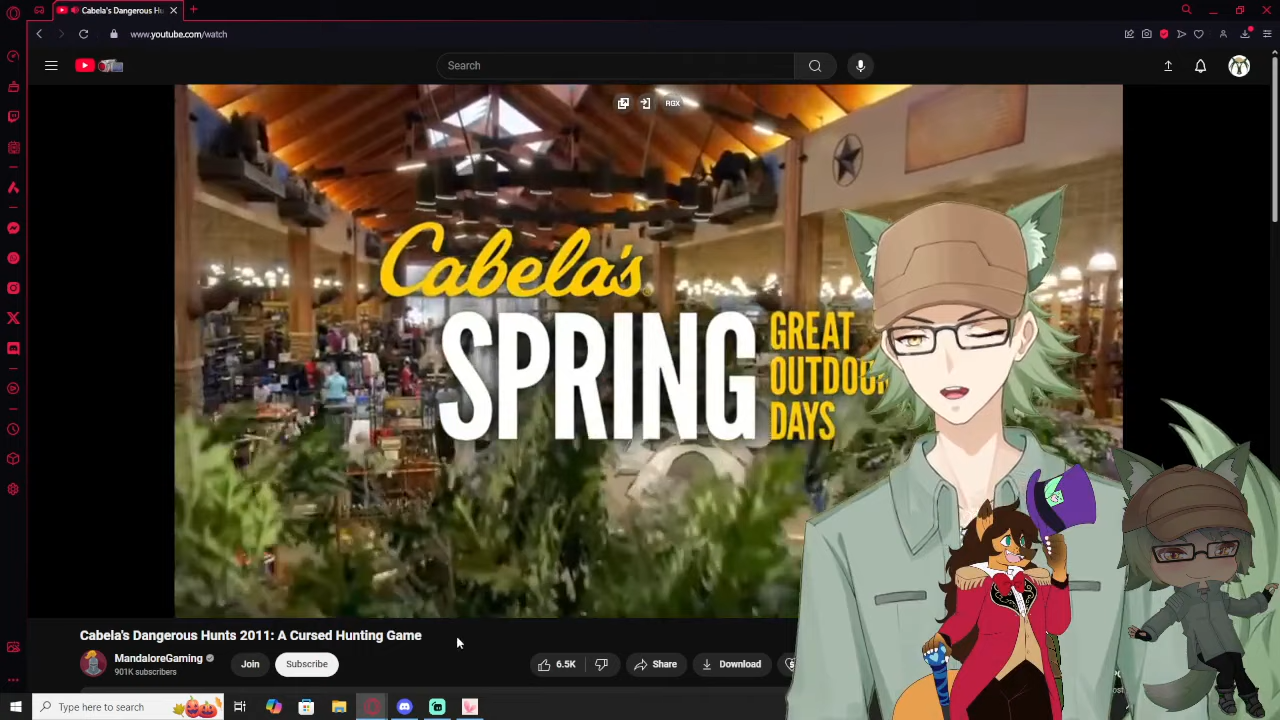 Cabela's Dangerous Hu
www.youtube.com/watch
Search
RGX
Cabela's
SPRING
GREAT
OUTDOOR
DAYS
Cabela's Dangerous Hunts 2011: A Cursed Hunting Game
MandaloreGaming
901K subscribers
Join
Subscribe
6.5K
Share
Download
Type here to search